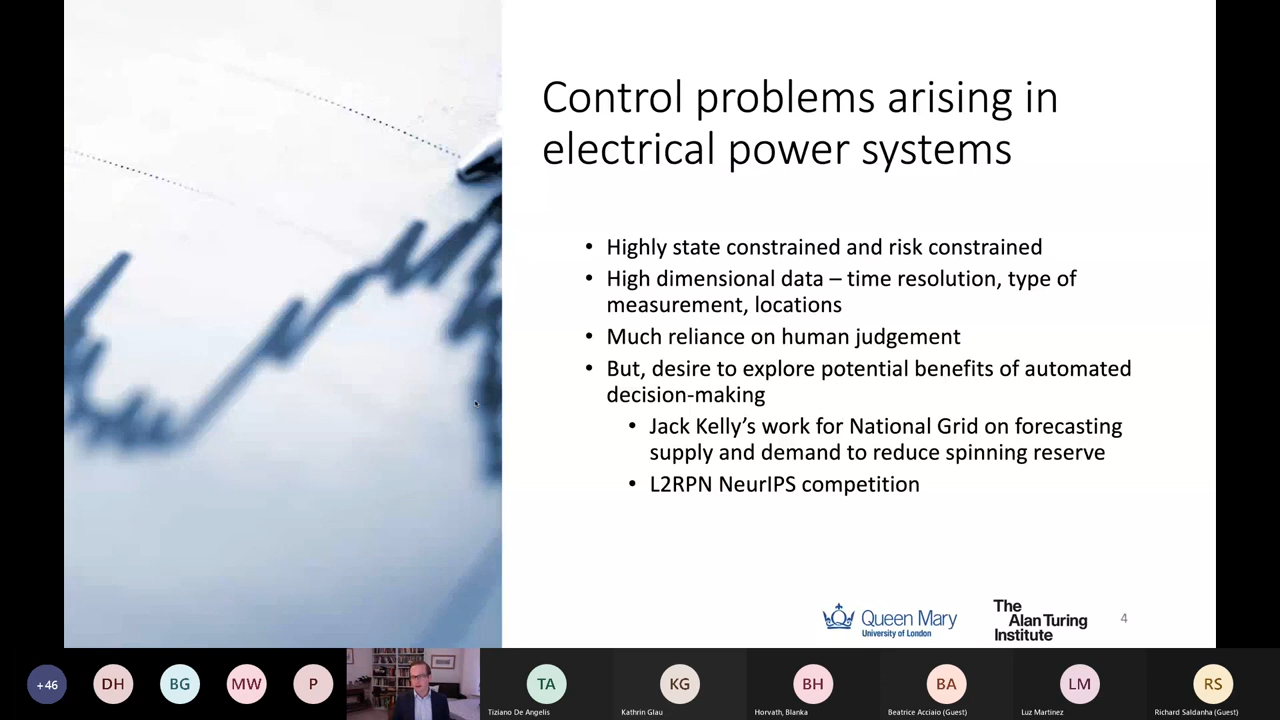 Control problems arising in
electrical power systems
• Highly state constrained and risk constrained
• High dimensional data – time resolution, type of
measurement, locations
• Much reliance on human judgement
• But, desire to explore potential benefits of automated
decision-making
• Jack Kelly’s work for National Grid on forecasting
supply and demand to reduce spinning reserve
• L2RPN NeurIPS competition
Queen Mary
University of London
The
Alan Turing
Institute
4
+46
DH
BG
MW
P
TA
KG
BH
BA
LM
RS
Tiziano De Angelis
Kathrin Glau
Horvath, Blanka
Beatrice Acciaio (Guest)
Luz Martinez
Richard Saldanha (Guest)